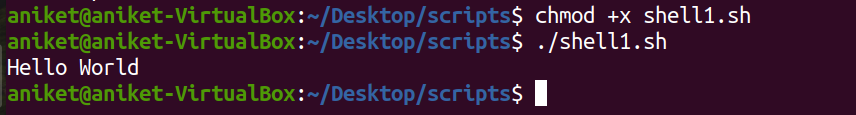 aniket@aniket-VirtualBox:~/Desktop/scripts$ chmod +x shell1.sh
aniket@aniket-VirtualBox:~/Desktop/scripts$ ./shell1.sh
Hello World
aniket@aniket-VirtualBox:~/Desktop/scripts$